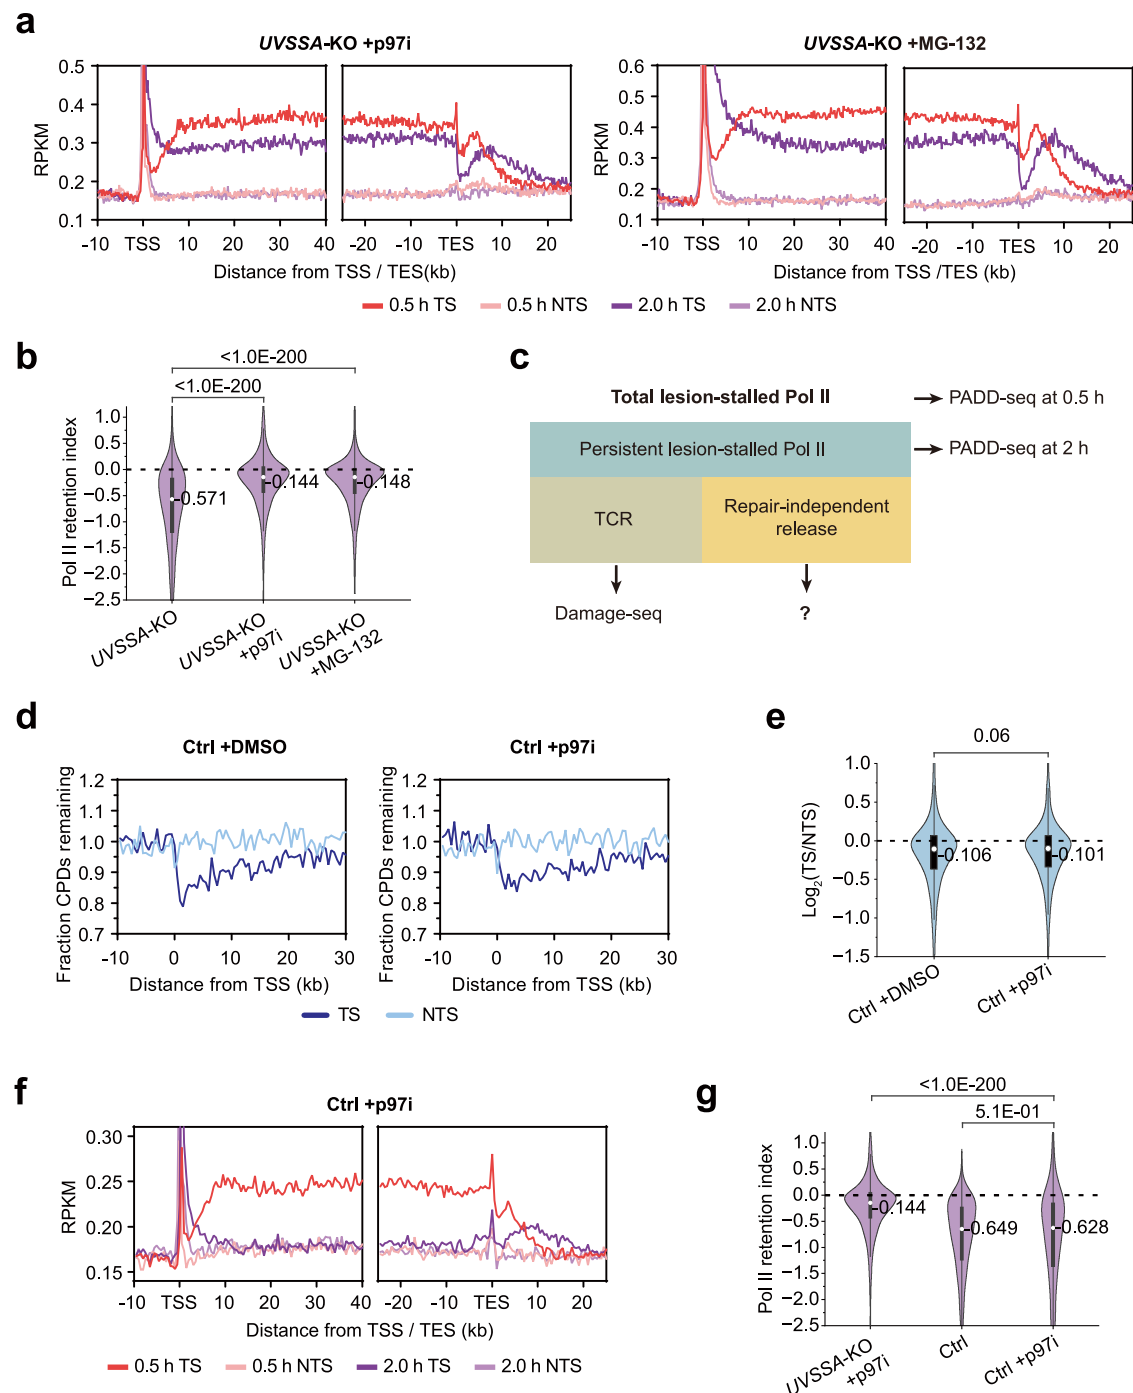 a
UVSSA-KO +p97i
UVSSA-KO +MG-132
RPKM
0.5
0.4
0.3
0.2
0.1
-10 TSS 10 20 30 40
-20 -10 TES 10 20
Distance from TSS / TES(kb)
RPKM
0.6
0.5
0.4
0.3
0.2
0.1
-10 TSS 10 20 30 40
-20 -10 TES 10 20
Distance from TSS /TES (kb)
0.5 h TS 0.5 h NTS 2.0 h TS 2.0 h NTS
b
<1.0E-200
<1.0E-200
Pol II retention index
1.0
0.5
0.0
−0.5
−1.0
−1.5
−2.0
−2.5
-0.571
-0.144
-0.148
UVSSA-KO
UVSSA-KO
+p97i
UVSSA-KO
+MG-132
c
Total lesion-stalled Pol II
PADD-seq at 0.5 h
Persistent lesion-stalled Pol II
PADD-seq at 2 h
TCR
Repair-independent
release
Damage-seq
?
d
Ctrl +DMSO
Ctrl +p97i
Fraction CPDs remaining
1.2
1.1
1.0
0.9
0.8
0.7
-10 0 10 20 30
Distance from TSS (kb)
Fraction CPDs remaining
1.2
1.1
1.0
0.9
0.8
0.7
-10 0 10 20 30
Distance from TSS (kb)
TS NTS
e
0.06
Log2(TS/NTS)
1.0
0.5
0.0
−0.5
−1.0
−1.5
-0.106
-0.101
Ctrl +DMSO
Ctrl +p97i
f
Ctrl +p97i
RPKM
0.30
0.25
0.20
0.15
-10 TSS 10 20 30 40
-20 -10 TES 10 20
Distance from TSS / TES (kb)
0.5 h TS 0.5 h NTS 2.0 h TS 2.0 h NTS
g
<1.0E-200
5.1E-01
Pol II retention index
1.0
0.5
0.0
−0.5
−1.0
−1.5
−2.0
−2.5
-0.144
-0.649
-0.628
UVSSA-KO
+p97i
Ctrl
Ctrl +p97i